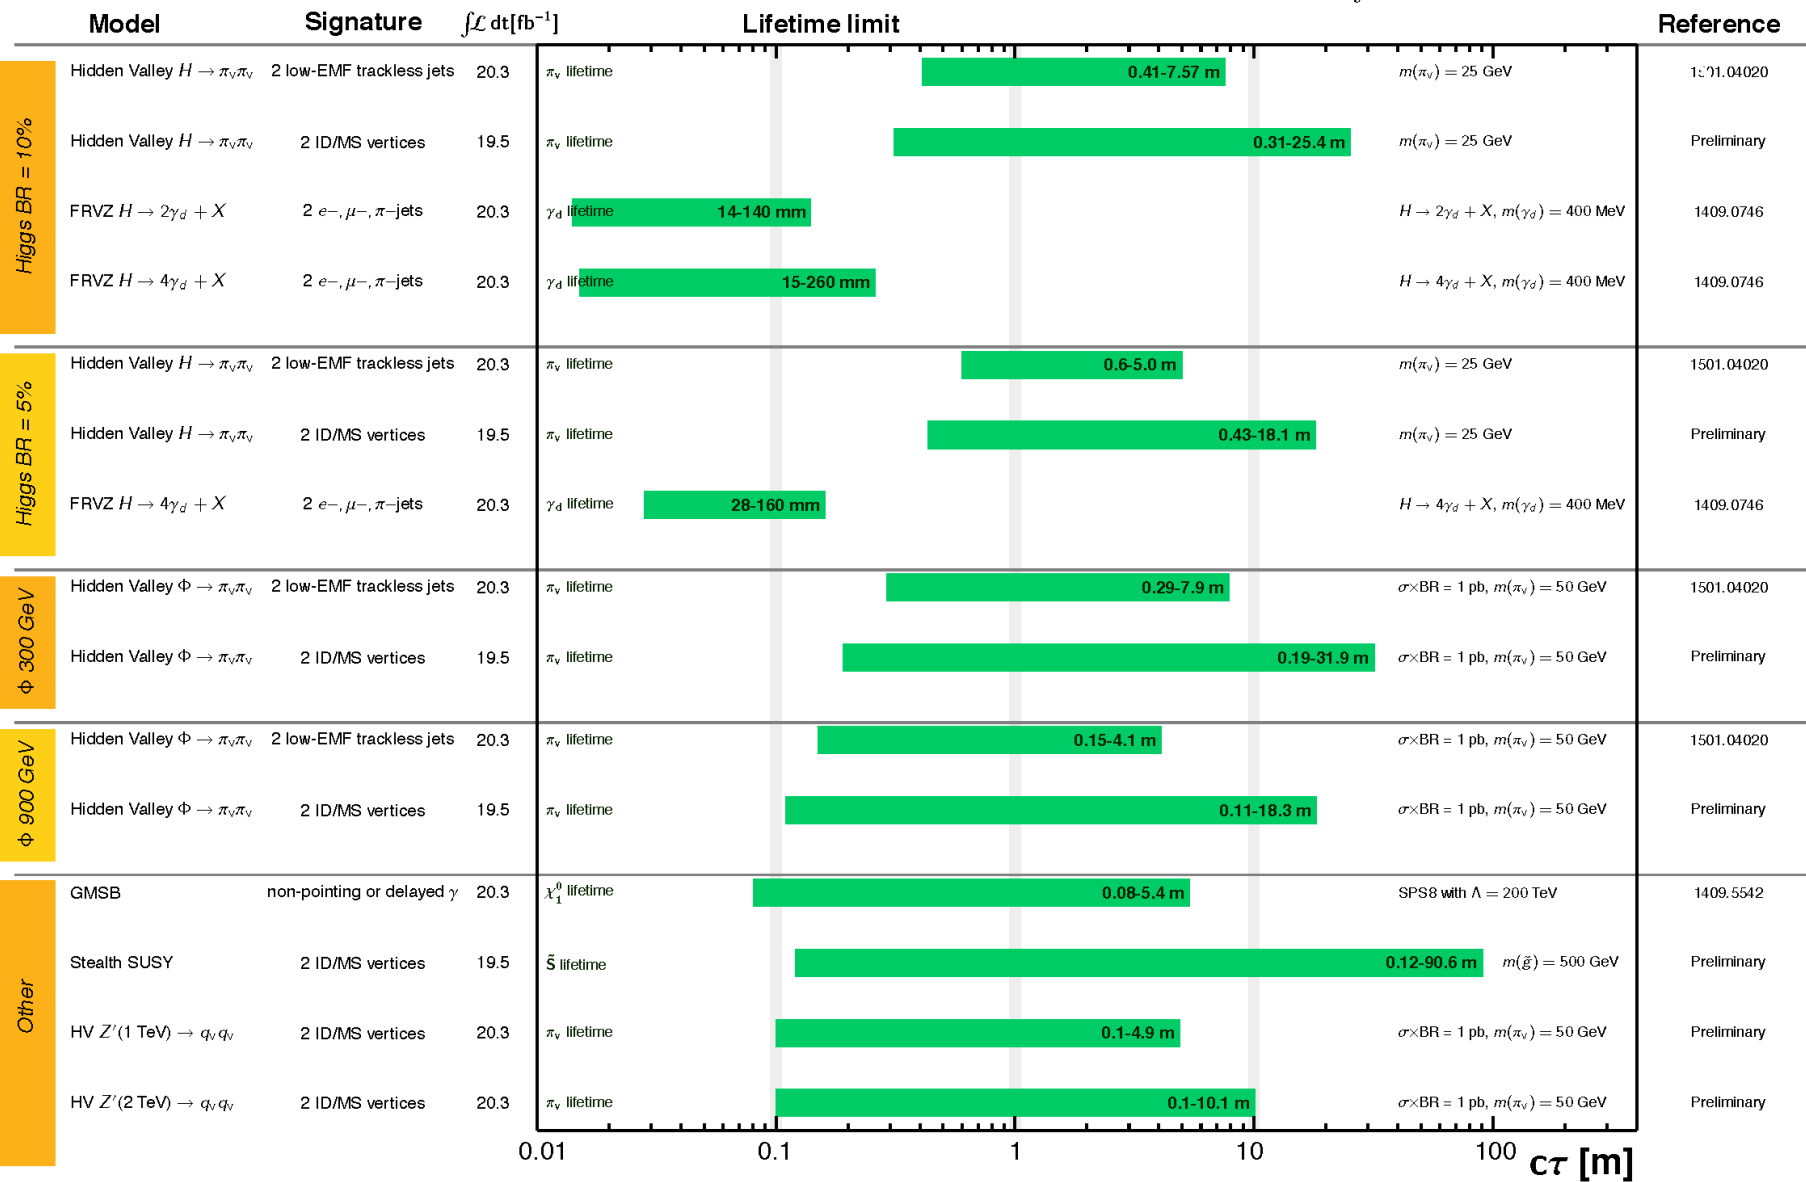 Model Signature ∫ℒ dt[fb⁻¹] Lifetime limit Reference
Higgs BR = 10%
Hidden Valley H → πᵥπᵥ 2 low-EMF trackless jets 20.3 πᵥ lifetime 0.41-7.57 m m(πᵥ) = 25 GeV
Hidden Valley H → πᵥπᵥ 2 ID/MS vertices 19.5 πᵥ lifetime 0.31-25.4 m m(πᵥ) = 25 GeV Preliminary
FRVZ H → 2γ_d + X 2 e−, μ−, π−jets 20.3 γ_d lifetime 14-140 mm H → 2γ_d + X, m(γ_d) = 400 MeV 1409.0746
FRVZ H → 4γ_d + X 2 e−, μ−, π−jets 20.3 γ_d lifetime 15-260 mm H → 4γ_d + X, m(γ_d) = 400 MeV 1409.0746
Higgs BR = 5%
Hidden Valley H → πᵥπᵥ 2 low-EMF trackless jets 20.3 πᵥ lifetime 0.6-5.0 m m(πᵥ) = 25 GeV 1501.04020
Hidden Valley H → πᵥπᵥ 2 ID/MS vertices 19.5 πᵥ lifetime 0.43-18.1 m m(πᵥ) = 25 GeV Preliminary
FRVZ H → 4γ_d + X 2 e−, μ−, π−jets 20.3 γ_d lifetime 28-160 mm H → 4γ_d + X, m(γ_d) = 400 MeV 1409.0746
Φ 300 GeV
Hidden Valley Φ → πᵥπᵥ 2 low-EMF trackless jets 20.3 πᵥ lifetime 0.29-7.9 m σ×BR = 1 pb, m(πᵥ) = 50 GeV 1501.04020
Hidden Valley Φ → πᵥπᵥ 2 ID/MS vertices 19.5 πᵥ lifetime 0.19-31.9 m σ×BR = 1 pb, m(πᵥ) = 50 GeV Preliminary
Φ 900 GeV
Hidden Valley Φ → πᵥπᵥ 2 low-EMF trackless jets 20.3 πᵥ lifetime 0.15-4.1 m σ×BR = 1 pb, m(πᵥ) = 50 GeV 1501.04020
Hidden Valley Φ → πᵥπᵥ 2 ID/MS vertices 19.5 πᵥ lifetime 0.11-18.3 m σ×BR = 1 pb, m(πᵥ) = 50 GeV Preliminary
Other
GMSB non-pointing or delayed γ 20.3 χ⁰₁ lifetime 0.08-5.4 m SPS8 with Λ = 200 TeV 1409.5542
Stealth SUSY 2 ID/MS vertices 19.5 S̃ lifetime 0.12-90.6 m m(g̃) = 500 GeV Preliminary
HV Z′(1 TeV) → qᵥqᵥ 2 ID/MS vertices 20.3 πᵥ lifetime 0.1-4.9 m σ×BR = 1 pb, m(πᵥ) = 50 GeV Preliminary
HV Z′(2 TeV) → qᵥqᵥ 2 ID/MS vertices 20.3 πᵥ lifetime 0.1-10.1 m σ×BR = 1 pb, m(πᵥ) = 50 GeV Preliminary
0.01 0.1 1 10 100 cτ [m]